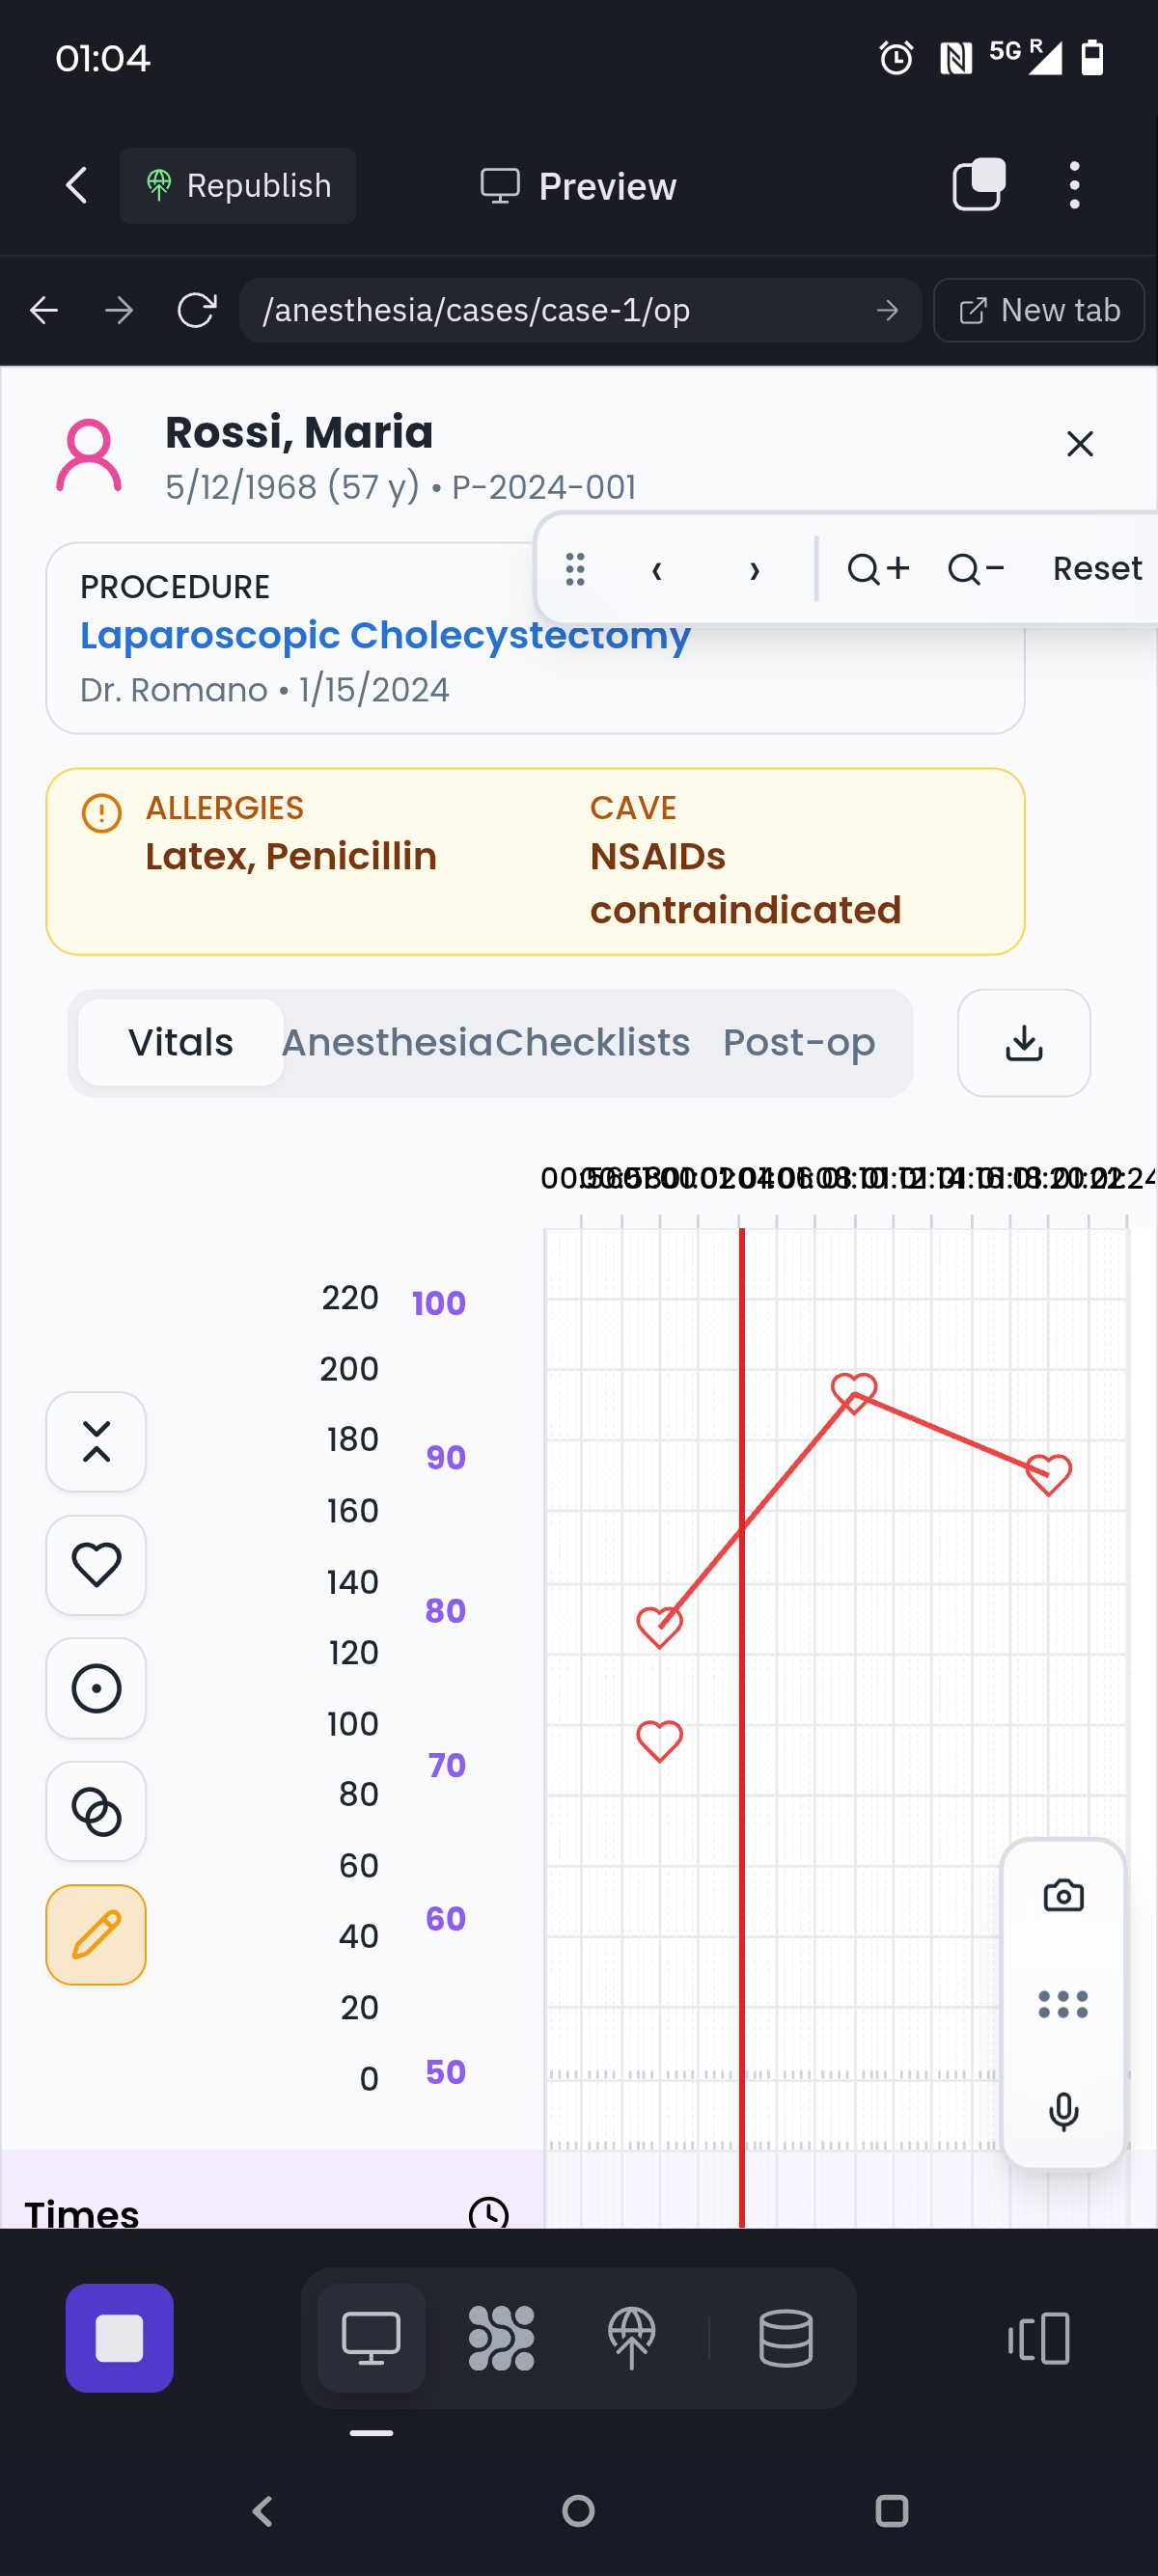 01:04
5G R
Republish
Preview
/anesthesia/cases/case-1/op
New tab
Rossi, Maria
5/12/1968 (57 y) • P-2024-001
‹ › + − Reset
PROCEDURE
Laparoscopic Cholecystectomy
Dr. Romano • 1/15/2024
ALLERGIES
Latex, Penicillin
CAVE
NSAIDs
contraindicated
Vitals Anesthesia Checklists Post-op
220 100
200
180
90
160
140
80
120
100
70
80
60
60
40
20
0 50
Times